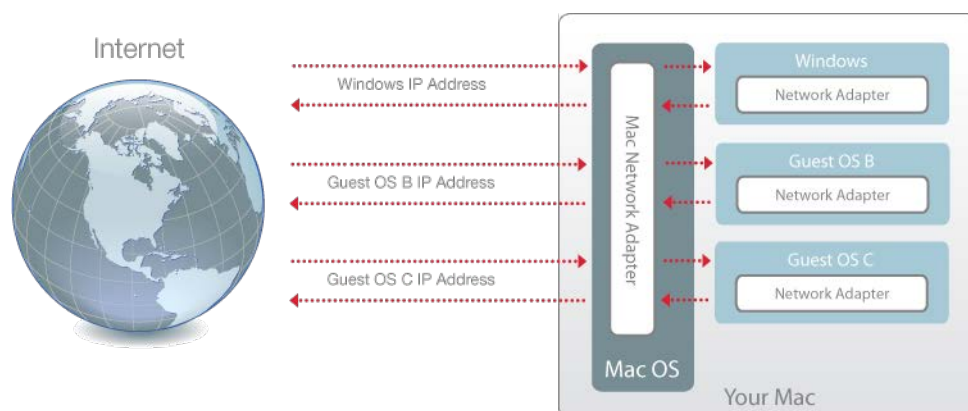 Internet
Windows IP Address
Guest OS B IP Address
Guest OS C IP Address
Mac Network Adapter
Mac OS
Windows
Network Adapter
Guest OS B
Network Adapter
Guest OS C
Network Adapter
Your Mac